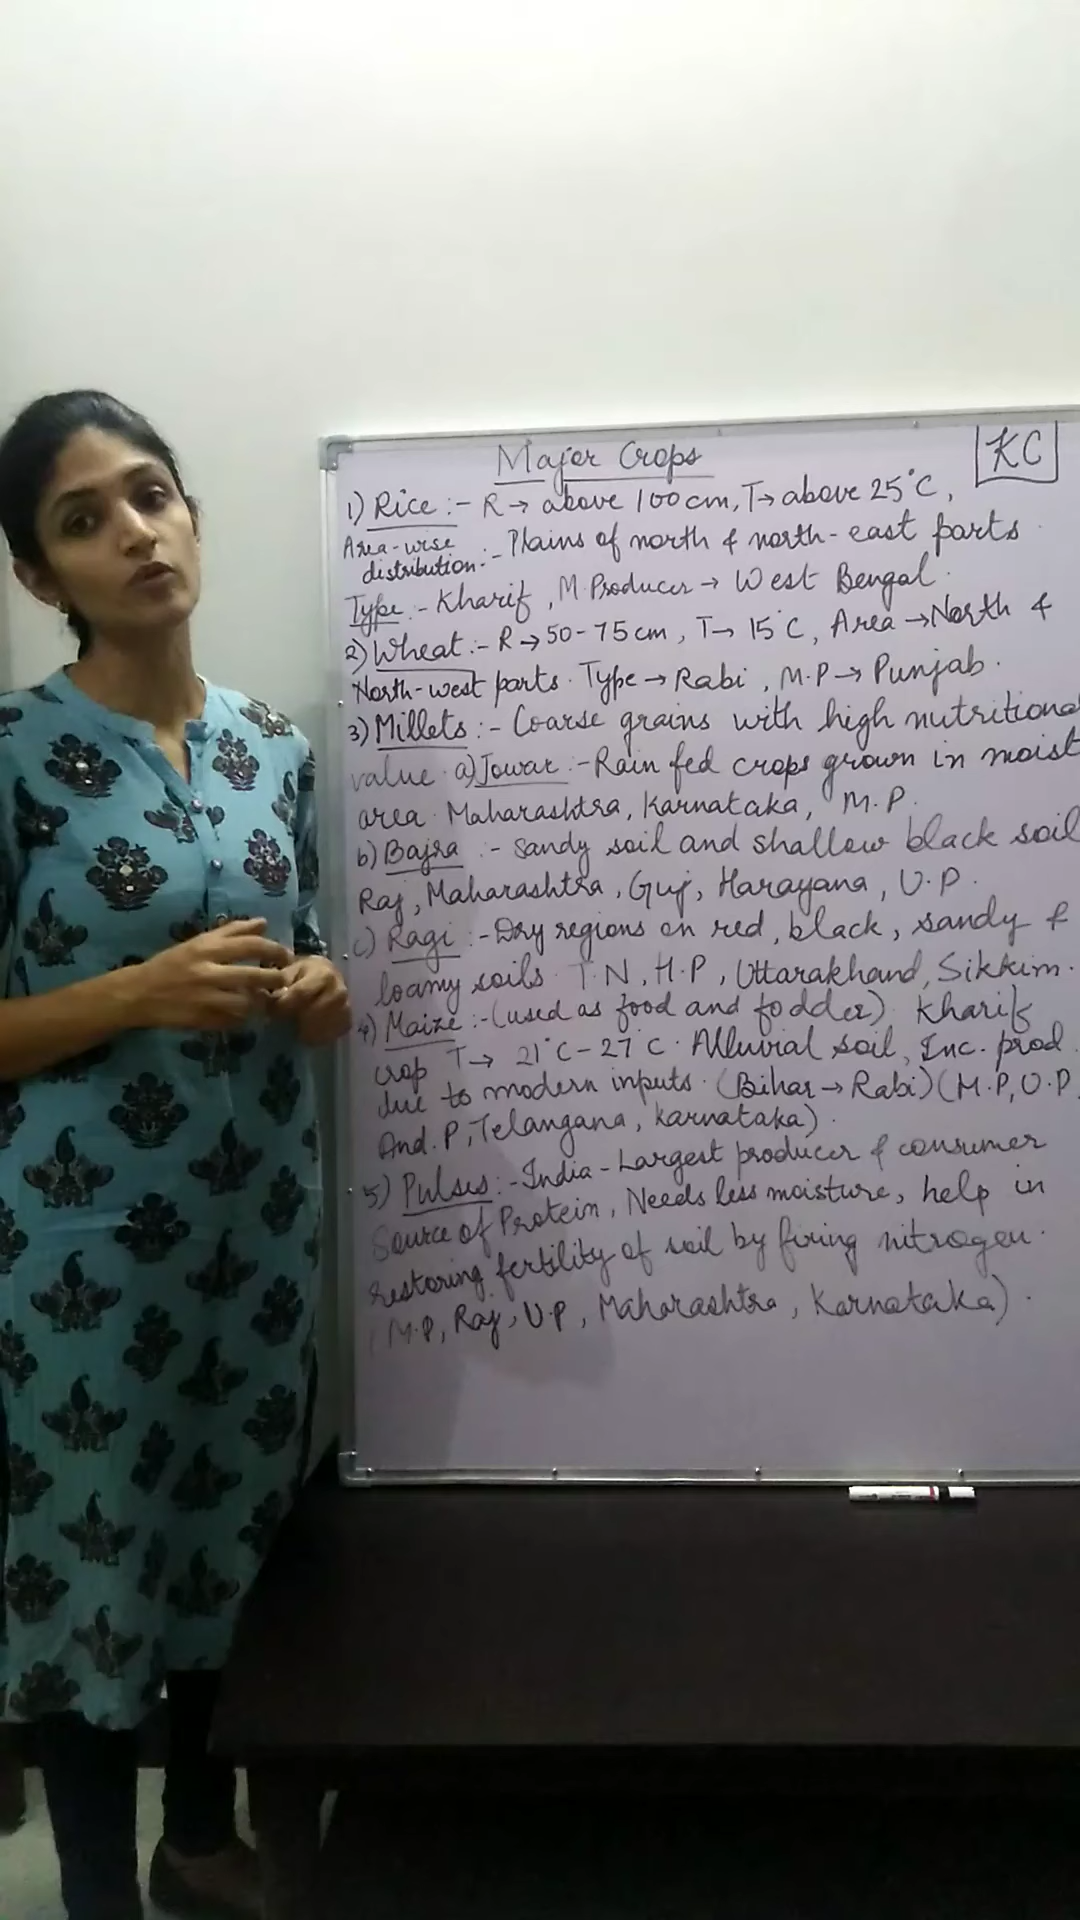 Major Crops
KC
1) Rice :- R → above 100cm, T → above 25°C,
Area-wise distribution :- Plains of north & north-east parts
Type :- Kharif, M. Producer → West Bengal.
2) Wheat :- R → 50-75cm, T → 15°C, Area → North &
North-west parts. Type → Rabi, M.P → Punjab.
3) Millets :- Coarse grains with high nutritional
value. a) Jowar :- Rain fed crops grown in moist
area. Maharashtra, Karnataka, M.P.
b) Bajra :- Sandy soil and shallow black soil
Raj, Maharashtra, Guj, Harayana, U.P.
c) Ragi :- Dry regions on red, black, sandy &
loamy soils. T.N, H.P, Uttarakhand, Sikkim.
4) Maize :- (used as food and fodder) Kharif
crop T → 21°C-27°C. Alluvial soil, Inc. prod.
due to modern inputs. (Bihar → Rabi) (M.P, U.P,
And. P, Telangana, Karnataka).
5) Pulses :- India - Largest producer & consumer
Source of Protein, Needs less moisture, help in
restoring fertility of soil by fixing nitrogen.
(M.P, Raj, U.P, Maharashtra, Karnataka).